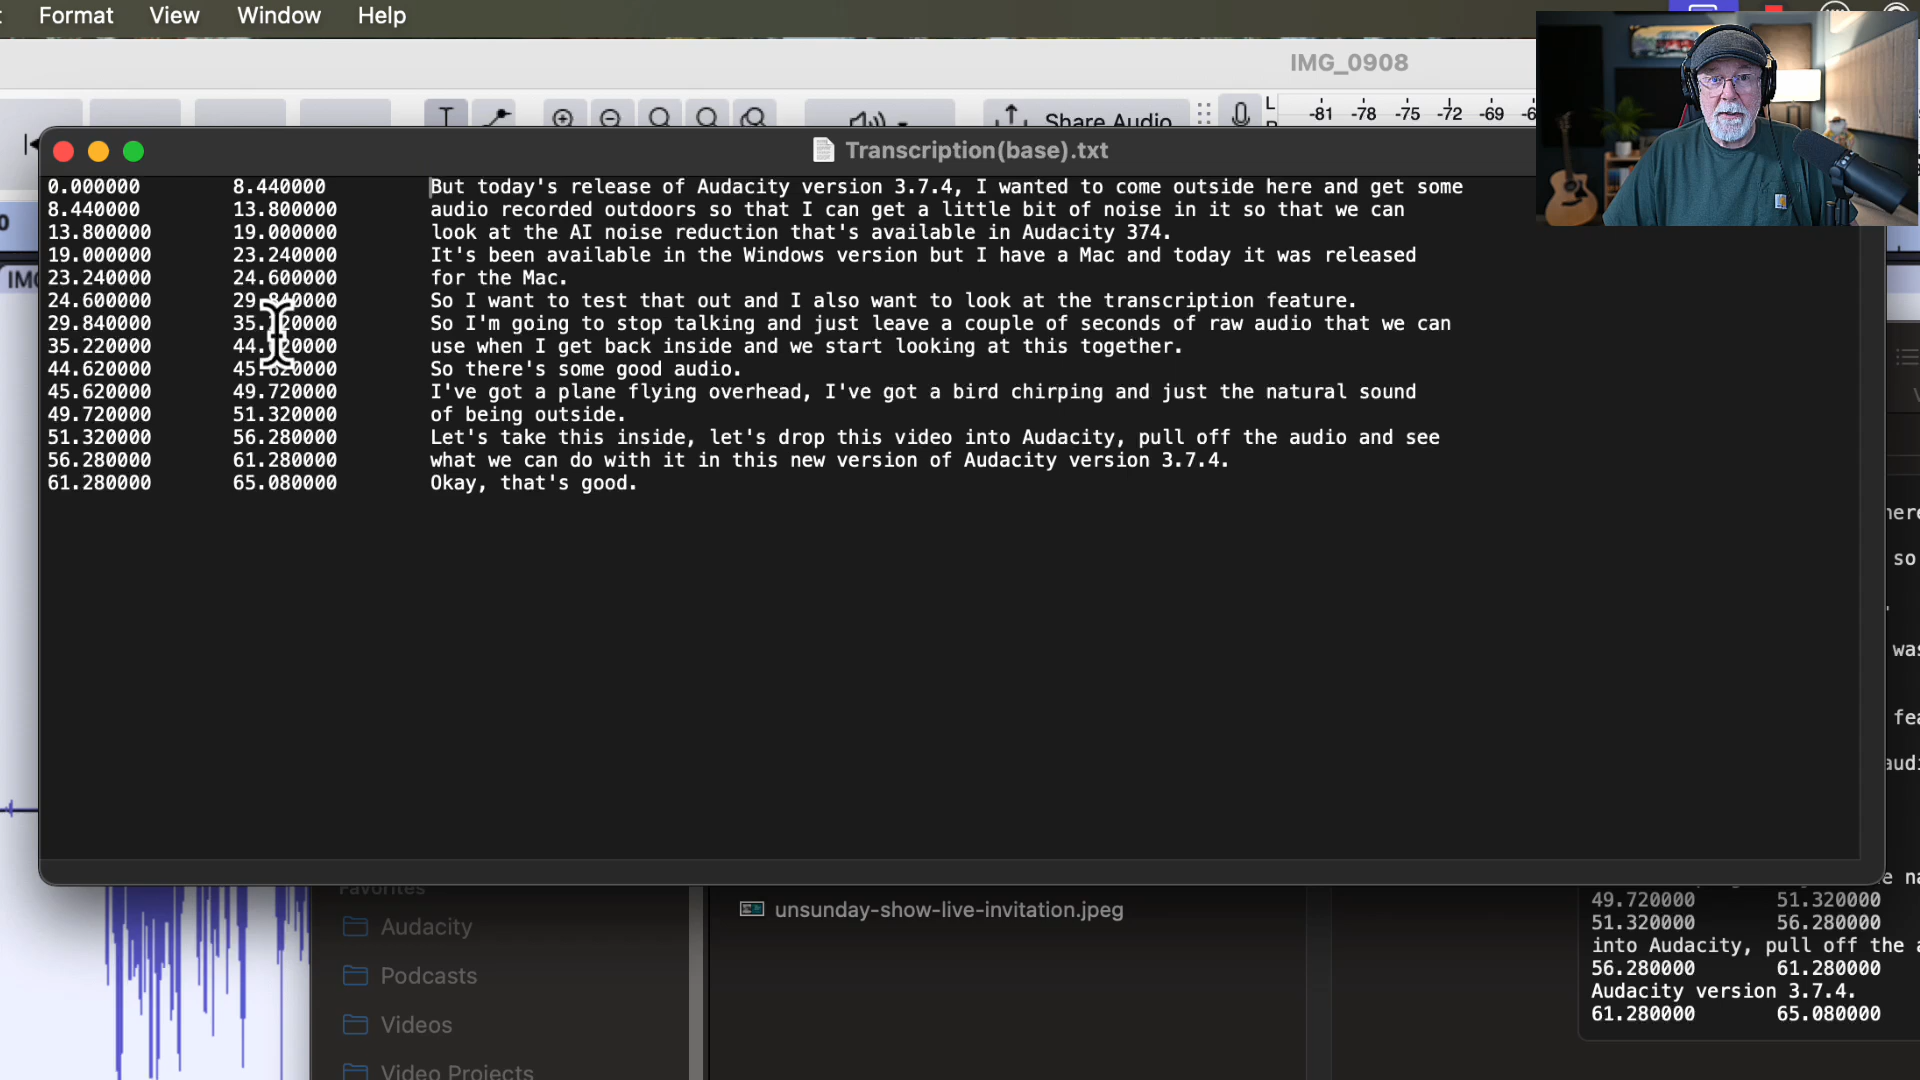 Format View Window Help
IMG_0908
Share Audio
L
-81 -78 -75 -72 -69
Transcription(base).txt
0.000000 8.440000 But today's release of Audacity version 3.7.4, I wanted to come outside here and get some
8.440000 13.800000 audio recorded outdoors so that I can get a little bit of noise in it so that we can
13.800000 19.000000 look at the AI noise reduction that's available in Audacity 374.
19.000000 23.240000 It's been available in the Windows version but I have a Mac and today it was released
23.240000 24.600000 for the Mac.
24.600000 29.840000 So I want to test that out and I also want to look at the transcription feature.
29.840000 35.220000 So I'm going to stop talking and just leave a couple of seconds of raw audio that we can
35.220000 44.620000 use when I get back inside and we start looking at this together.
44.620000 45.620000 So there's some good audio.
45.620000 49.720000 I've got a plane flying overhead, I've got a bird chirping and just the natural sound
49.720000 51.320000 of being outside.
51.320000 56.280000 Let's take this inside, let's drop this video into Audacity, pull off the audio and see
56.280000 61.280000 what we can do with it in this new version of Audacity version 3.7.4.
61.280000 65.080000 Okay, that's good.
so
was
Favorites
Audacity
Podcasts
Videos
Video Projects
unsunday-show-live-invitation.jpeg
49.720000 51.320000
51.320000 56.280000
into Audacity, pull off the
56.280000 61.280000
Audacity version 3.7.4.
61.280000 65.080000